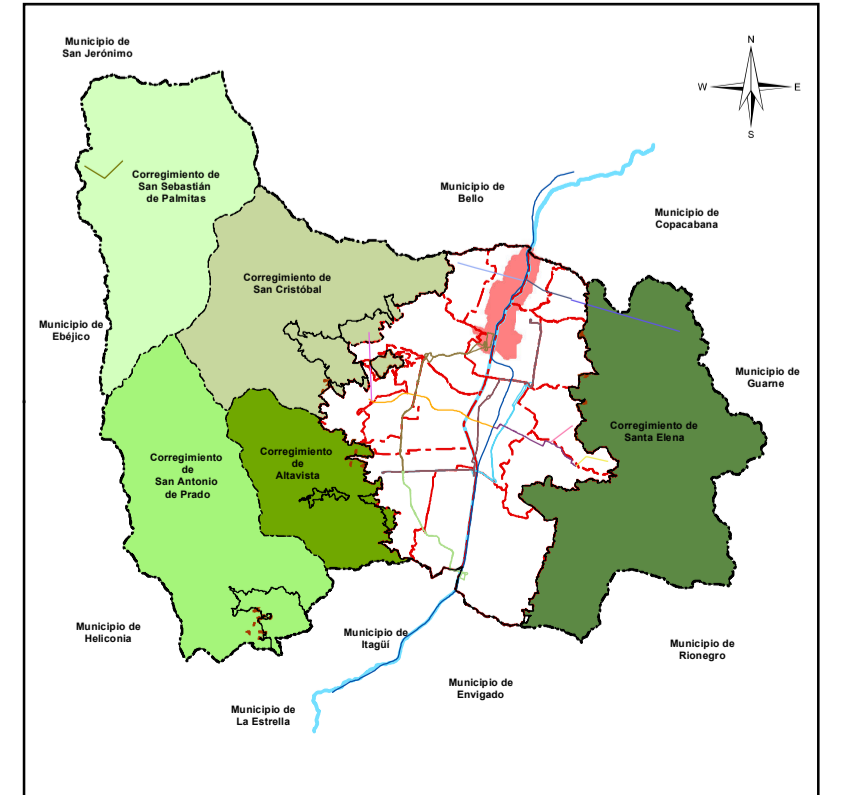 Municipio de
San Jerónimo
N
W
E
S
Corregimiento de
San Sebastián
de Palmitas
Municipio de
Bello
Municipio de
Copacabana
Corregimiento de
San Cristóbal
Municipio de
Ebéjico
Municipio de
Guarne
Corregimiento de
Santa Elena
Corregimiento
de
San Antonio
de Prado
Corregimiento
de
Altavista
Municipio de
Heliconia
Municipio de
Itagüí
Municipio de
Rionegro
Municipio de
Envigado
Municipio de
La Estrella